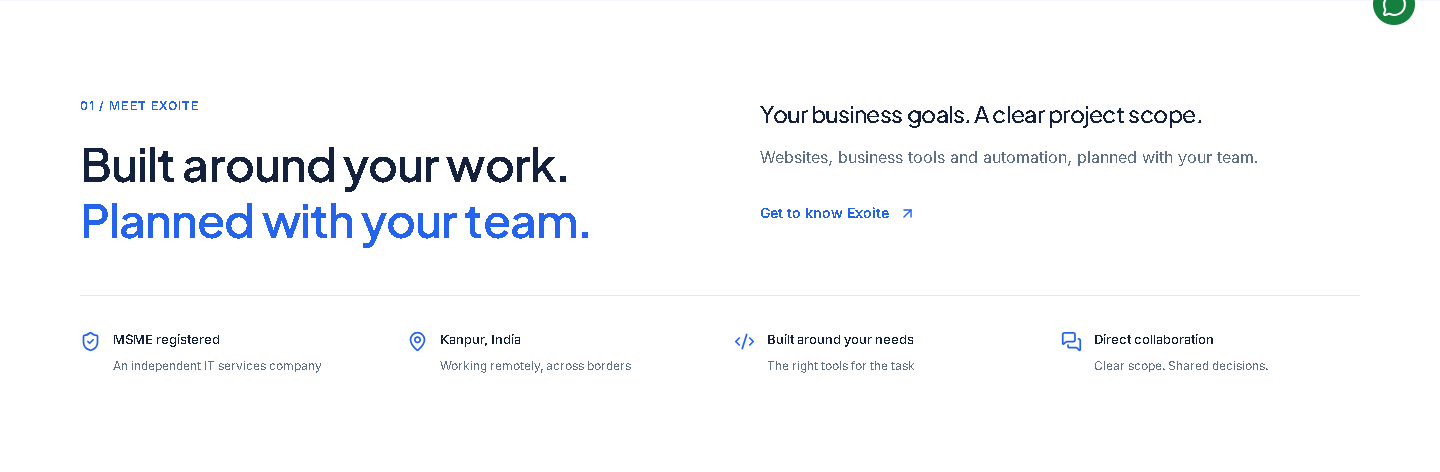 01 / MEET EXOITE
Built around your work.
Planned with your team.
Your business goals. A clear project scope.
Websites, business tools and automation, planned with your team.
Get to know Exoite
MSME registered
An independent IT services company
Kanpur, India
Working remotely, across borders
Built around your needs
The right tools for the task
Direct collaboration
Clear scope. Shared decisions.